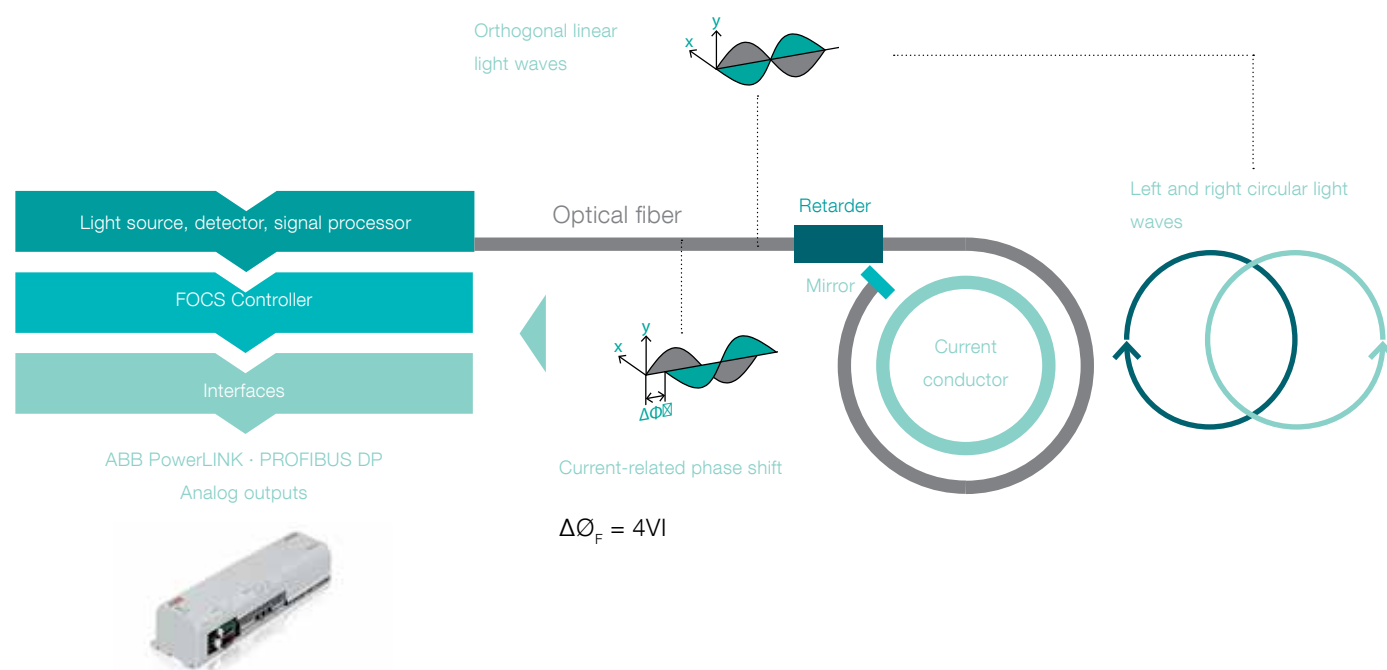 Orthogonal linear
light waves
x
y
Left and right circular light
waves
Light source, detector, signal processor
Optical fiber
Retarder
FOCS Controller
Mirror
x
y
Current
conductor
Interfaces
ΔΦ
ABB PowerLINK · PROFIBUS DP
Analog outputs
Current-related phase shift
ΔØF = 4VI